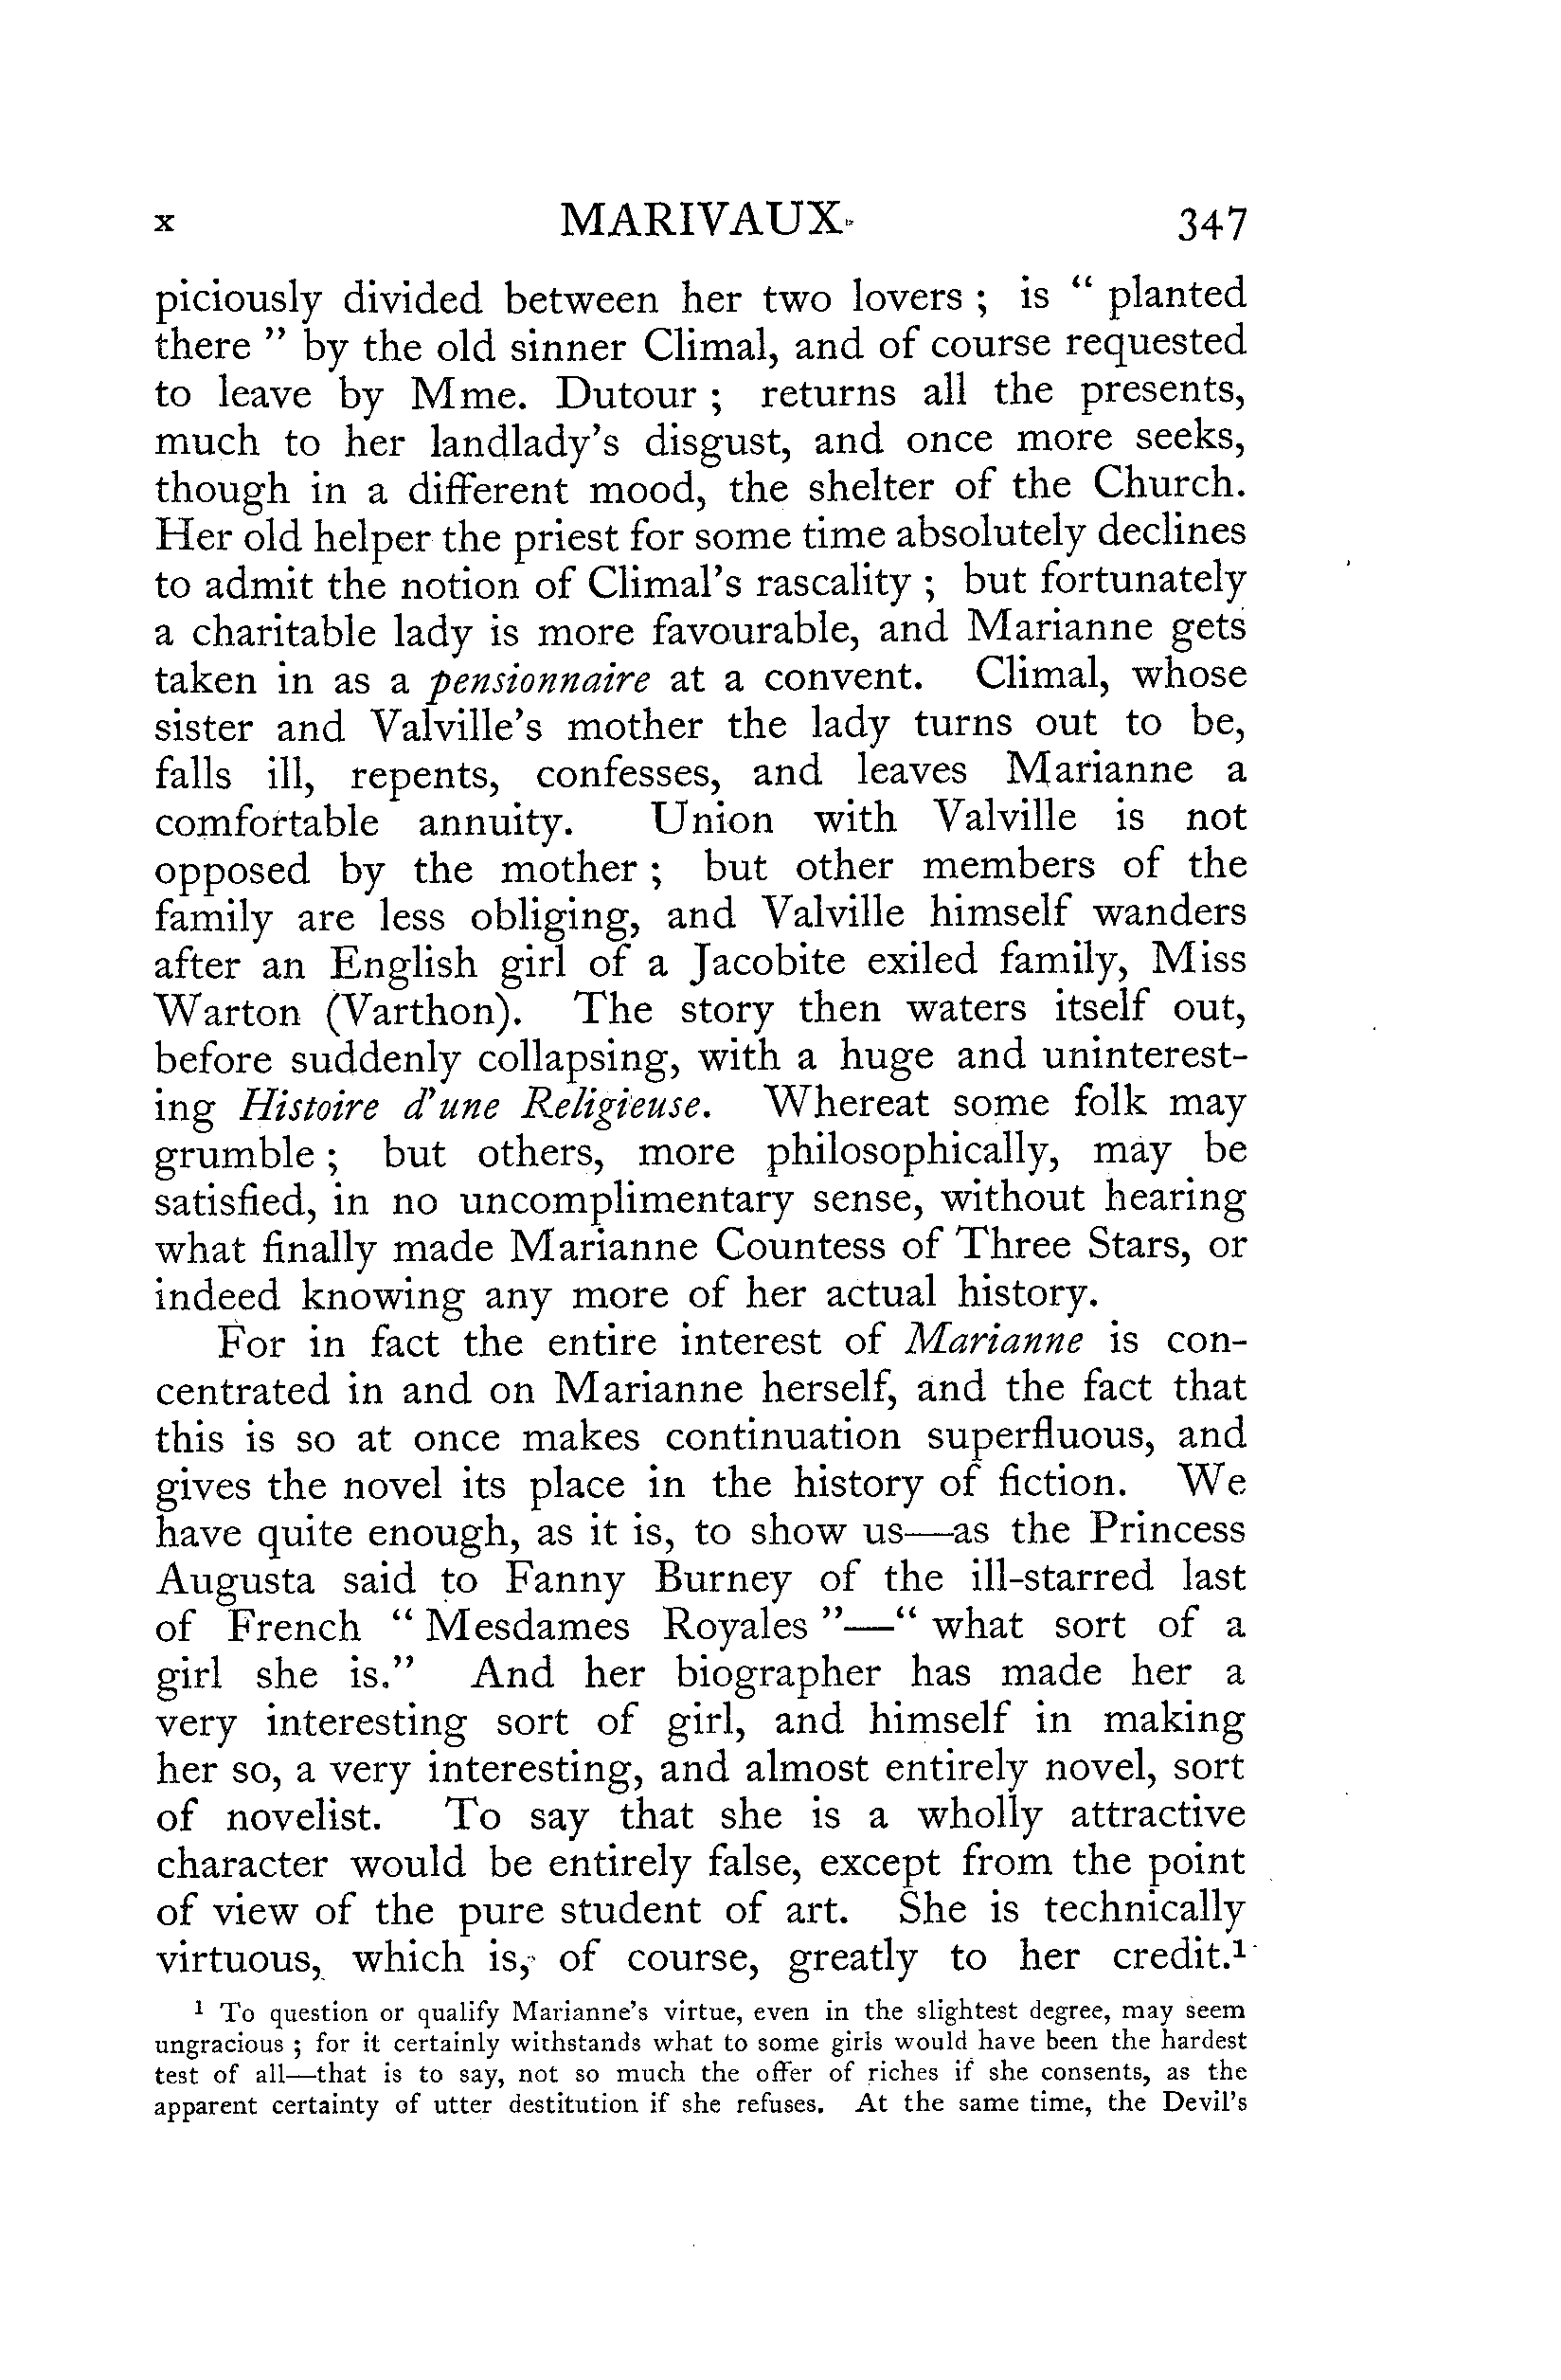 x MARIVAUX 347
piciously divided between her two lovers ; is “ planted
there ” by the old sinner Climal, and of course requested
to leave by Mme. Dutour ; returns all the presents,
much to her landlady’s disgust, and once more seeks,
though in a different mood, the shelter of the Church.
Her old helper the priest for some time absolutely declines
to admit the notion of Climal’s rascality ; but fortunately
a charitable lady is more favourable, and Marianne gets
taken in as a pensionnaire at a convent. Climal, whose
sister and Valville’s mother the lady turns out to be,
falls ill, repents, confesses, and leaves Marianne a
comfortable annuity. Union with Valville is not
opposed by the mother ; but other members of the
family are less obliging, and Valville himself wanders
after an English girl of a Jacobite exiled family, Miss
Warton (Varthon). The story then waters itself out,
before suddenly collapsing, with a huge and uninterest-
ing Histoire d’une Religieuse. Whereat some folk may
grumble ; but others, more philosophically, may be
satisfied, in no uncomplimentary sense, without hearing
what finally made Marianne Countess of Three Stars, or
indeed knowing any more of her actual history.
For in fact the entire interest of Marianne is con-
centrated in and on Marianne herself, and the fact that
this is so at once makes continuation superfluous, and
gives the novel its place in the history of fiction. We
have quite enough, as it is, to show us—as the Princess
Augusta said to Fanny Burney of the ill-starred last
of French “ Mesdames Royales ”—“ what sort of a
girl she is.” And her biographer has made her a
very interesting sort of girl, and himself in making
her so, a very interesting, and almost entirely novel, sort
of novelist. To say that she is a wholly attractive
character would be entirely false, except from the point
of view of the pure student of art. She is technically
virtuous, which is, of course, greatly to her credit.¹
¹ To question or qualify Marianne’s virtue, even in the slightest degree, may seem
ungracious ; for it certainly withstands what to some girls would have been the hardest
test of all—that is to say, not so much the offer of riches if she consents, as the
apparent certainty of utter destitution if she refuses. At the same time, the Devil’s